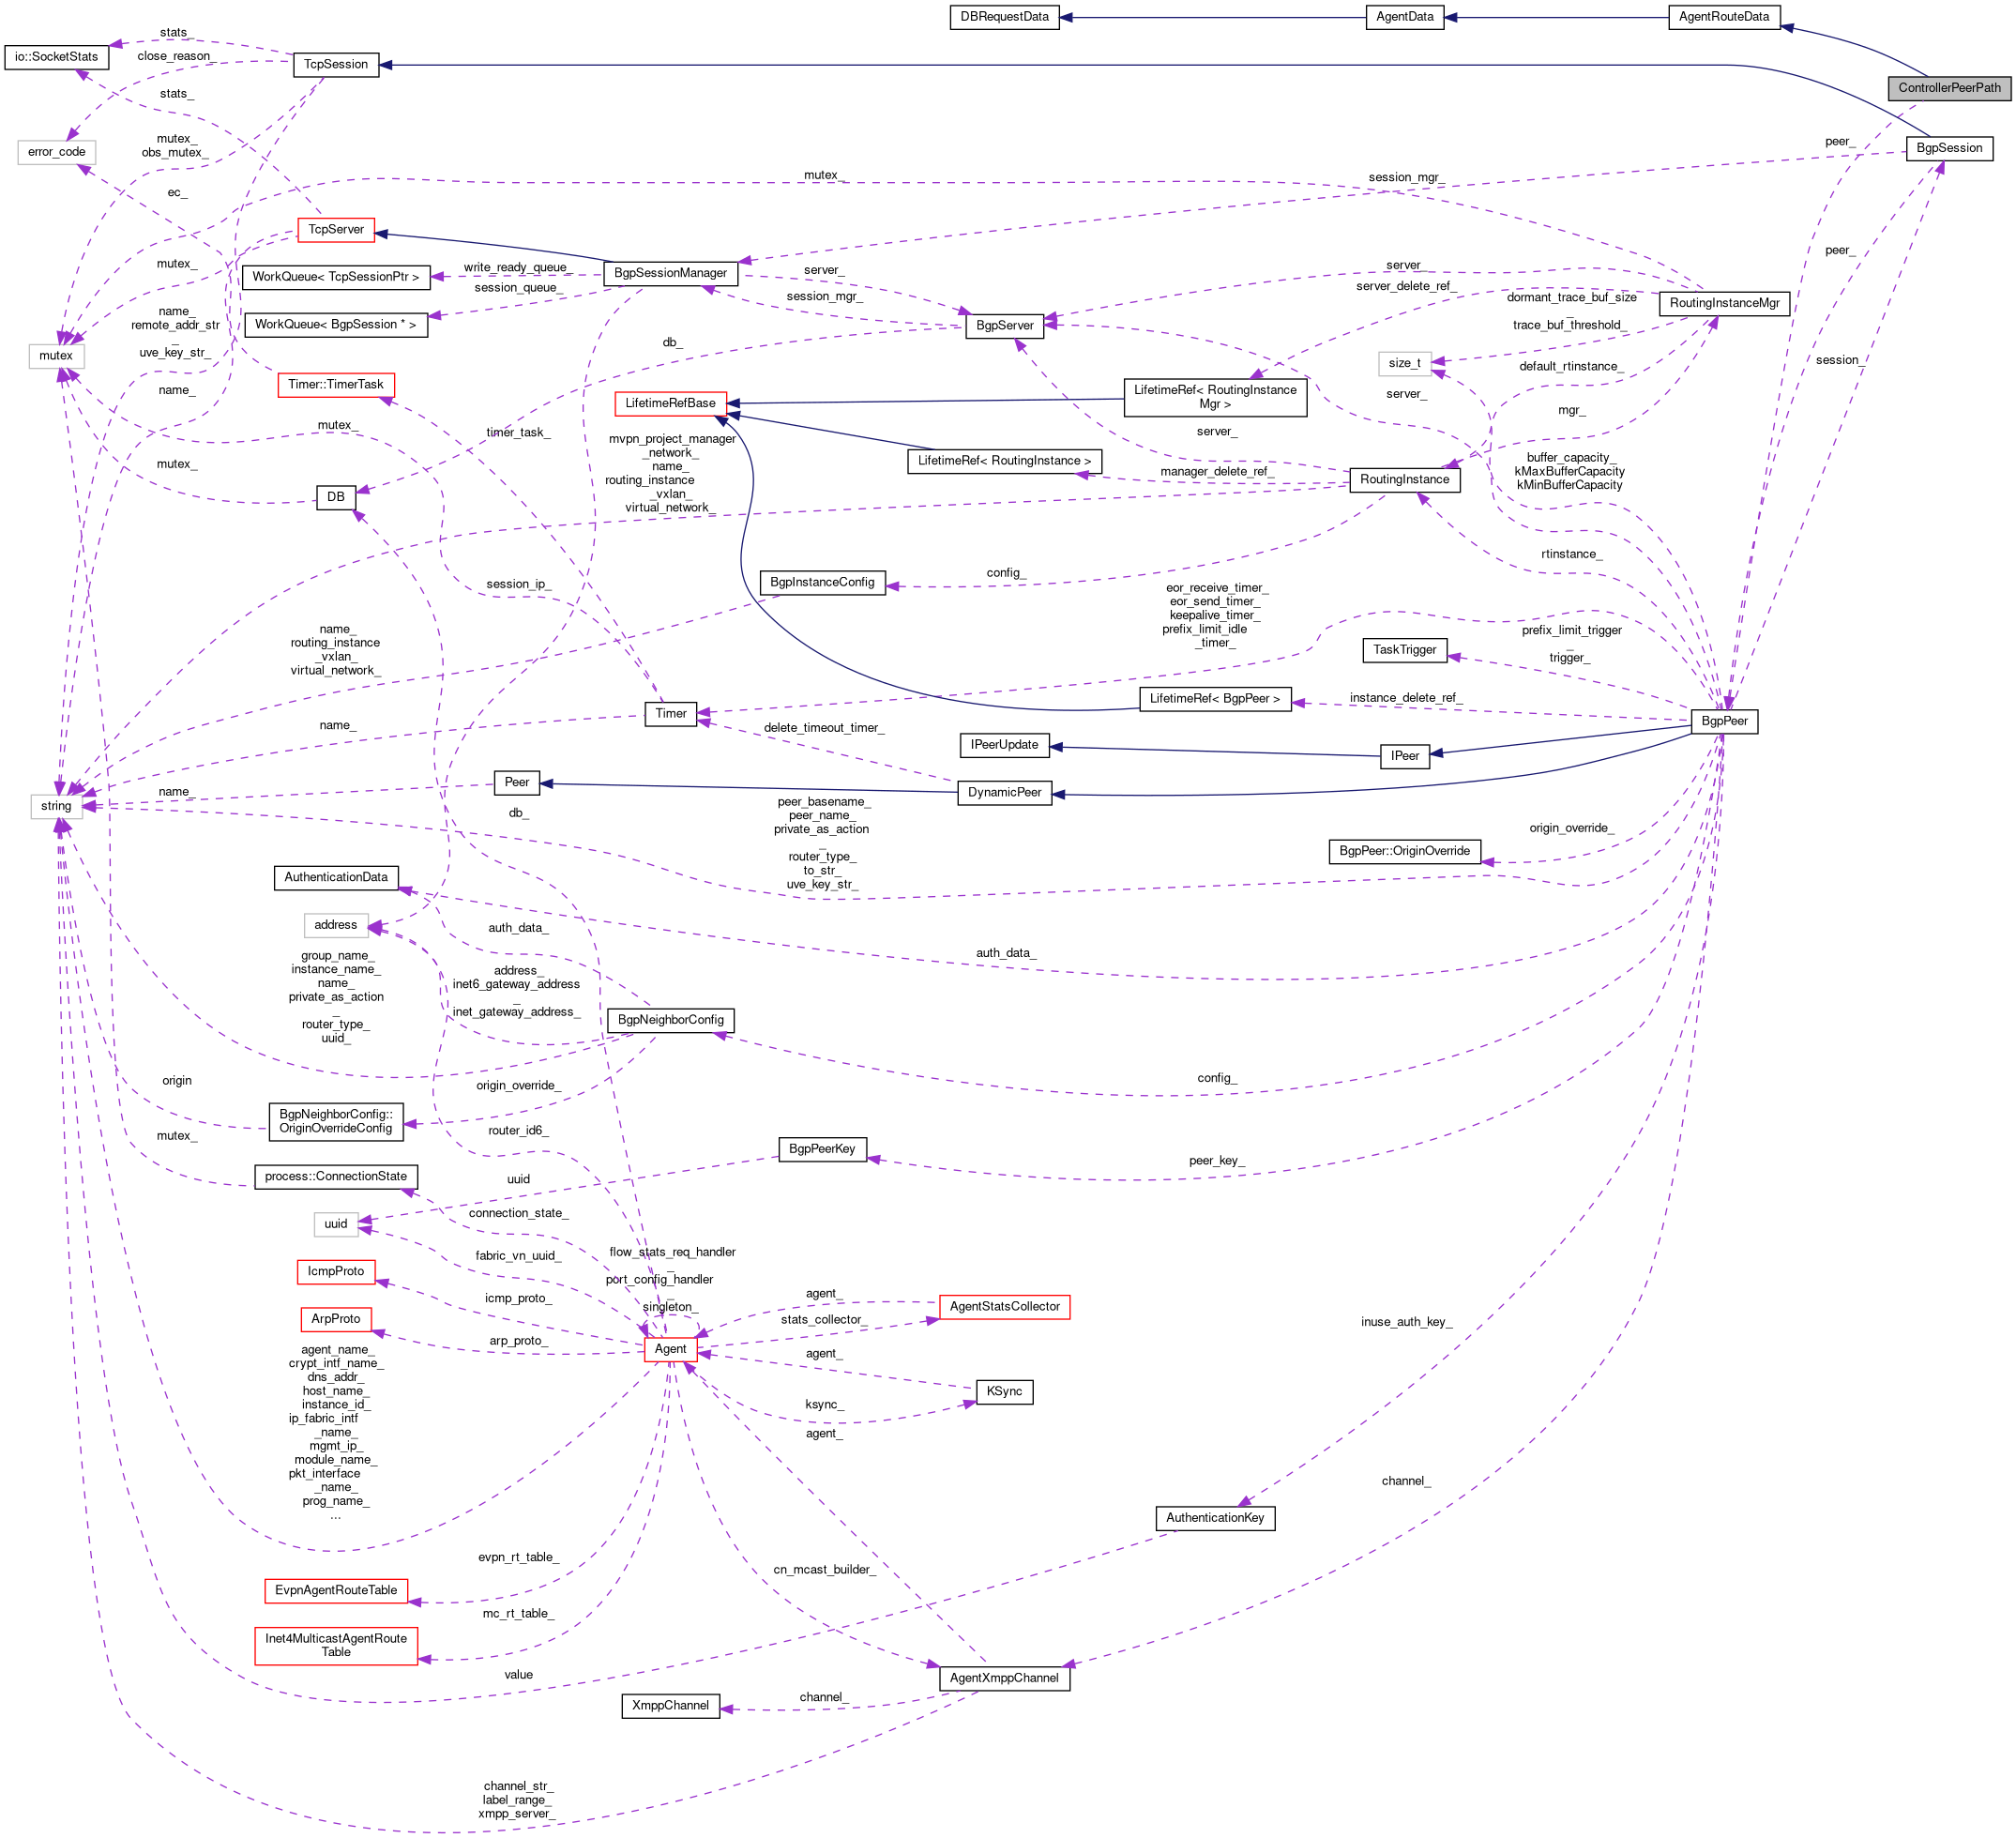 DBRequestData
AgentData
AgentRouteData
stats_
io::SocketStats
close_reason_
TcpSession
ControllerPeerPath
stats_
mutex_
obs_mutex_
error_code
peer_
BgpSession
mutex_
session_mgr_
ec_
TcpServer
peer_
mutex_
write_ready_queue_
WorkQueue< TcpSessionPtr >
BgpSessionManager
server_
server_
server_delete_ref_
session_queue_
session_mgr_
dormant_trace_buf_size
_
trace_buf_threshold_
RoutingInstanceMgr
name_
remote_addr_str
_
uve_key_str_
WorkQueue< BgpSession * >
BgpServer
mutex
db_
size_t
default_rtinstance_
session_
Timer::TimerTask
name_
LifetimeRefBase
LifetimeRef< RoutingInstance
Mgr >
server_
mgr_
mutex_
timer_task_
server_
mvpn_project_manager
_network_
name_
routing_instance
_vxlan_
virtual_network_
LifetimeRef< RoutingInstance >
manager_delete_ref_
RoutingInstance
buffer_capacity_
kMaxBufferCapacity
kMinBufferCapacity
mutex_
DB
session_ip_
BgpInstanceConfig
config_
rtinstance_
eor_receive_timer_
eor_send_timer_
keepalive_timer_
prefix_limit_idle
_timer_
name_
routing_instance
_vxlan_
virtual_network_
TaskTrigger
prefix_limit_trigger
_
trigger_
LifetimeRef< BgpPeer >
instance_delete_ref_
BgpPeer
name_
Timer
delete_timeout_timer_
IPeerUpdate
IPeer
string
name_
Peer
DynamicPeer
db_
peer_basename_
peer_name_
private_as_action
_
router_type_
to_str_
uve_key_str_
origin_override_
BgpPeer::OriginOverride
AuthenticationData
address
auth_data_
auth_data_
group_name_
instance_name_
name_
private_as_action
_
router_type_
uuid_
address_
inet6_gateway_address
_
inet_gateway_address_
BgpNeighborConfig
origin
origin_override_
config_
BgpNeighborConfig::
OriginOverrideConfig
mutex_
router_id6_
BgpPeerKey
peer_key_
process::ConnectionState
uuid
connection_state_
uuid
fabric_vn_uuid_
flow_stats_req_handler
_
port_config_handler
_
singleton_
IcmpProto
icmp_proto_
ArpProto
arp_proto_
Agent
agent_
stats_collector_
AgentStatsCollector
agent_
KSync
ksync_
agent_
inuse_auth_key_
agent_name_
crypt_intf_name_
dns_addr_
host_name_
instance_id_
ip_fabric_intf
_name_
mgmt_ip_
module_name_
pkt_interface
_name_
prog_name_
...
channel_
AuthenticationKey
evpn_rt_table_
cn_mcast_builder_
EvpnAgentRouteTable
mc_rt_table_
Inet4MulticastAgentRoute
Table
value
AgentXmppChannel
XmppChannel
channel_
channel_str_
label_range_
xmpp_server_